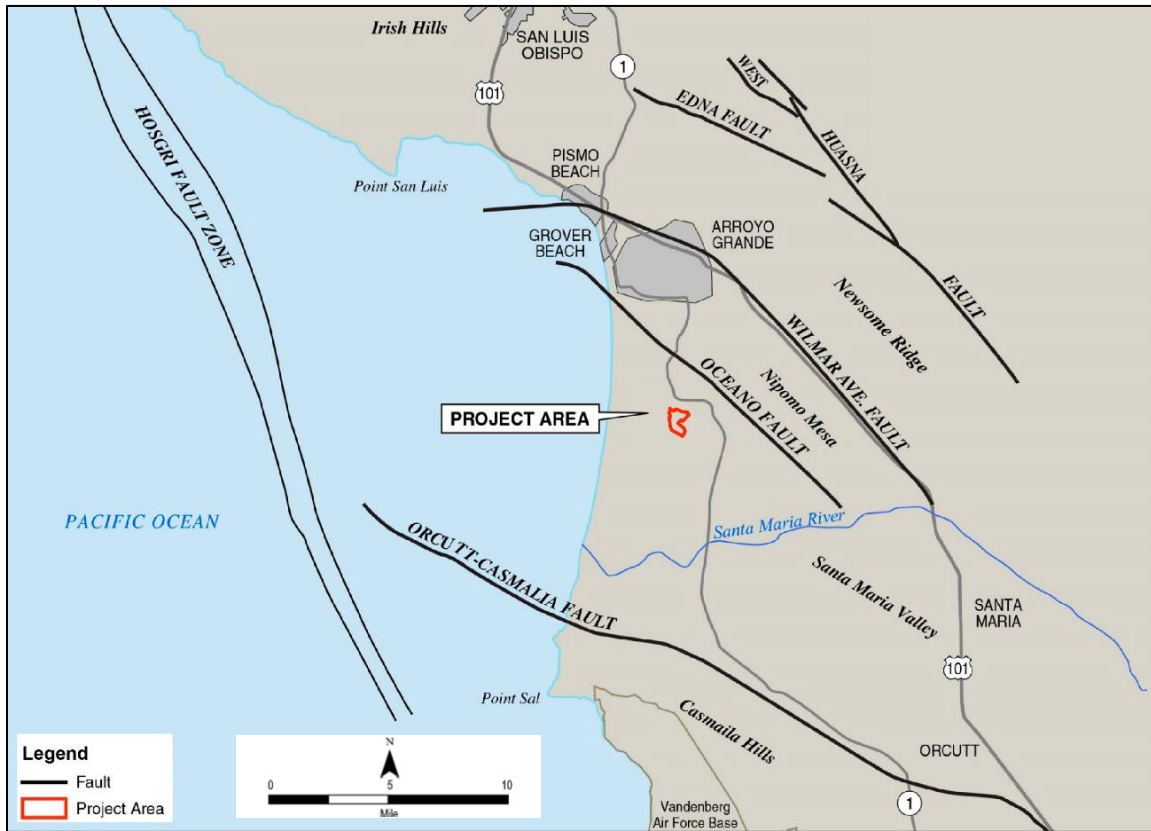 Irish Hills
SAN LUIS
OBISPO
1
101
WEST
EDNA FAULT
HUASNA
FAULT
HOSGRI FAULT ZONE
PISMO
BEACH
Point San Luis
ARROYO
GRANDE
GROVER
BEACH
Newsome Ridge
WILMAR AVE. FAULT
Nipomo Mesa
OCEANO FAULT
PROJECT AREA
PACIFIC OCEAN
Santa Maria River
ORCUTT-CASMALIA FAULT
Santa Maria Valley
SANTA
MARIA
101
Point Sal
Casmaila Hills
ORCUTT
1
Vandenberg
Air Force Base
Legend
Fault
Project Area
N
0 5 10
Mile